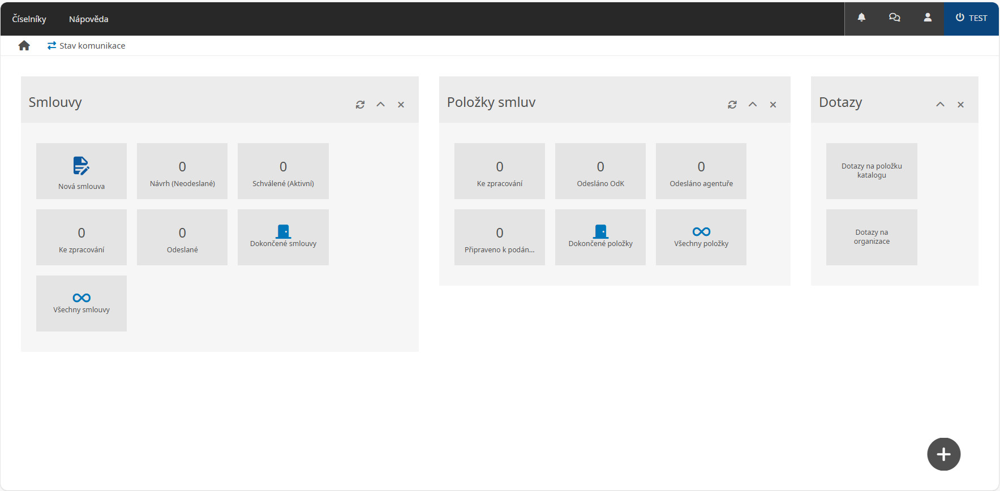 Číselníky
Nápověda
TEST
Stav komunikace
Smlouvy
Nová smlouva
0
Návrh (Neodeslané)
0
Schválené (Aktivní)
0
Ke zpracování
0
Odeslané
Dokončené smlouvy
Všechny smlouvy
Položky smluv
0
Ke zpracování
0
Odesláno OdK
0
Odesláno agentuře
0
Připraveno k podán...
Dokončené položky
Všechny položky
Dotazy
Dotazy na položku
katalogu
Dotazy na
organizace